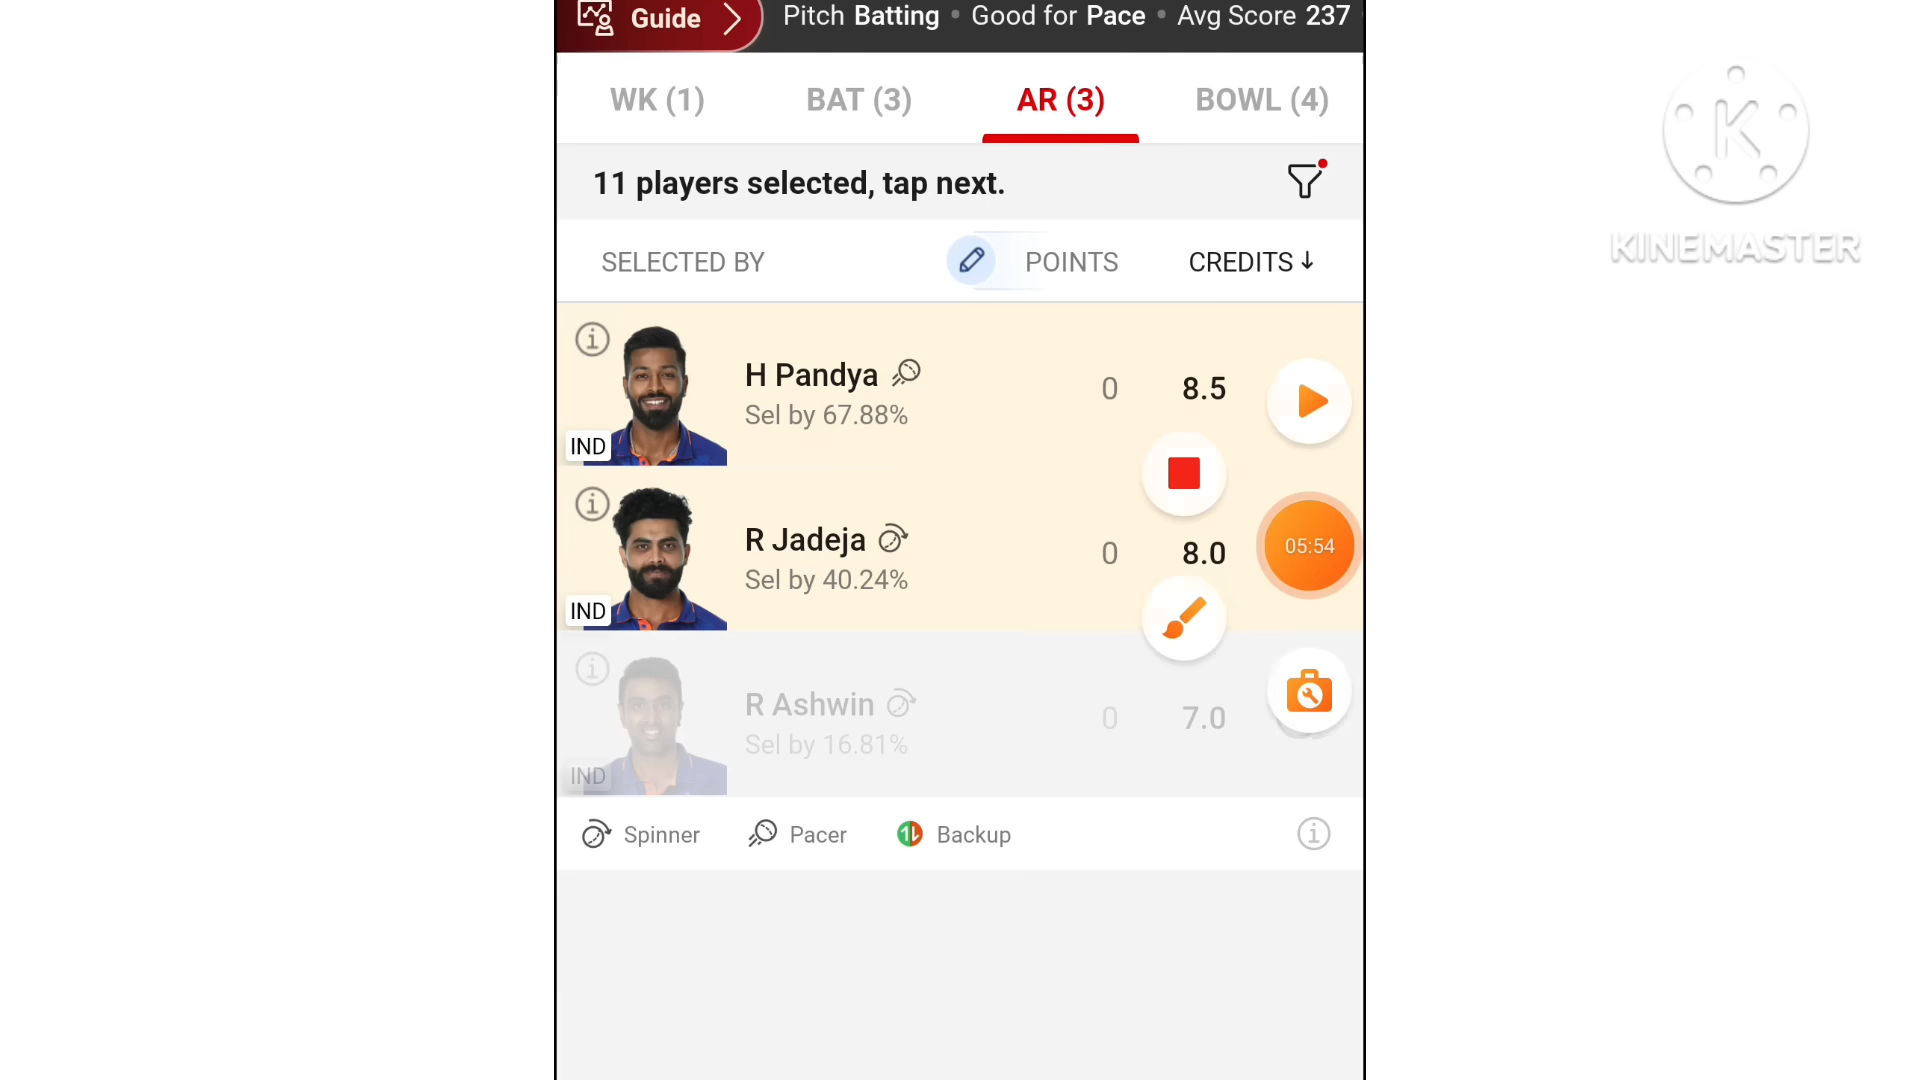 Guide
Pitch Batting • Good for Pace • Avg Score 237
WK (1) BAT (3) AR (3) BOWL (4)
11 players selected, tap next.
SELECTED BY POINTS CREDITS ↓
H Pandya
Sel by 67.88%
0 8.5
IND
R Jadeja
Sel by 40.24%
0 8.0
05:54
IND
R Ashwin
Sel by 16.81%
0 7.0
IND
Spinner Pacer Backup
K
KINEMASTER